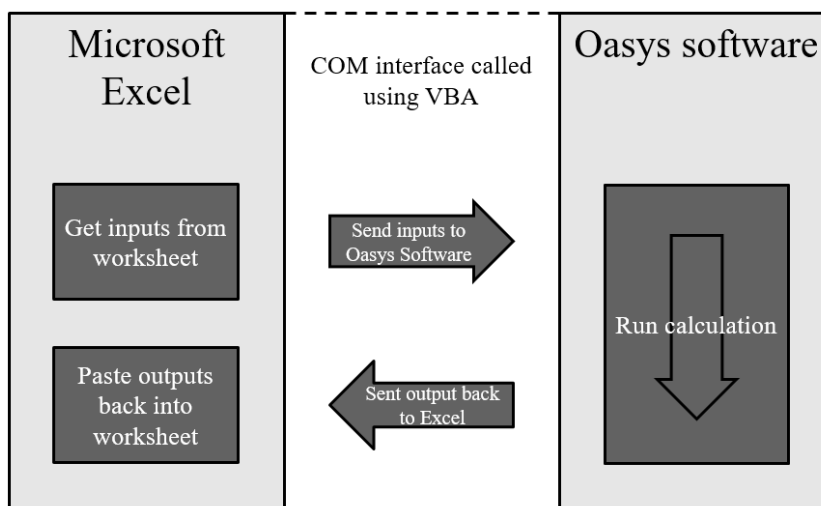 Microsoft
Excel
COM interface called
using VBA
Oasys software
Get inputs from
worksheet
Send inputs to
Oasys Software
Run calculation
Paste outputs
back into
worksheet
Sent output back
to Excel